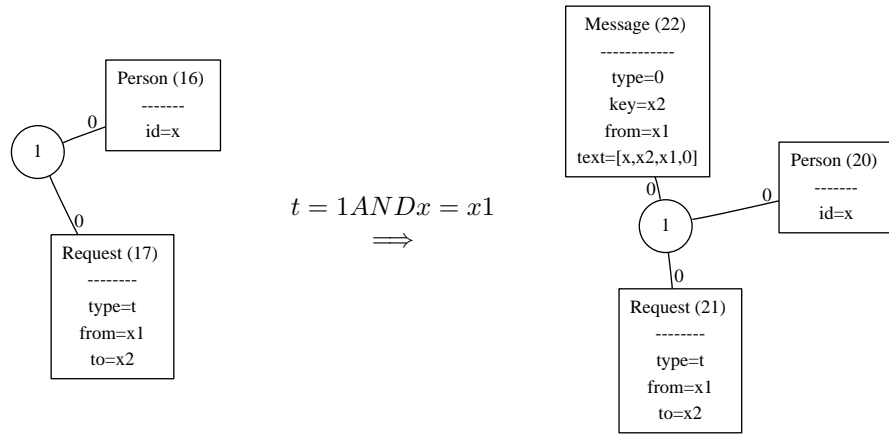 Person (16)
-------
id=x
0
1
0
Request (17)
--------
type=t
from=x1
to=x2
t = 1ANDx = x1
⟹
Message (22)
------------
type=0
key=x2
from=x1
text=[x,x2,x1,0]
Person (20)
-------
id=x
0
0
1
0
Request (21)
--------
type=t
from=x1
to=x2